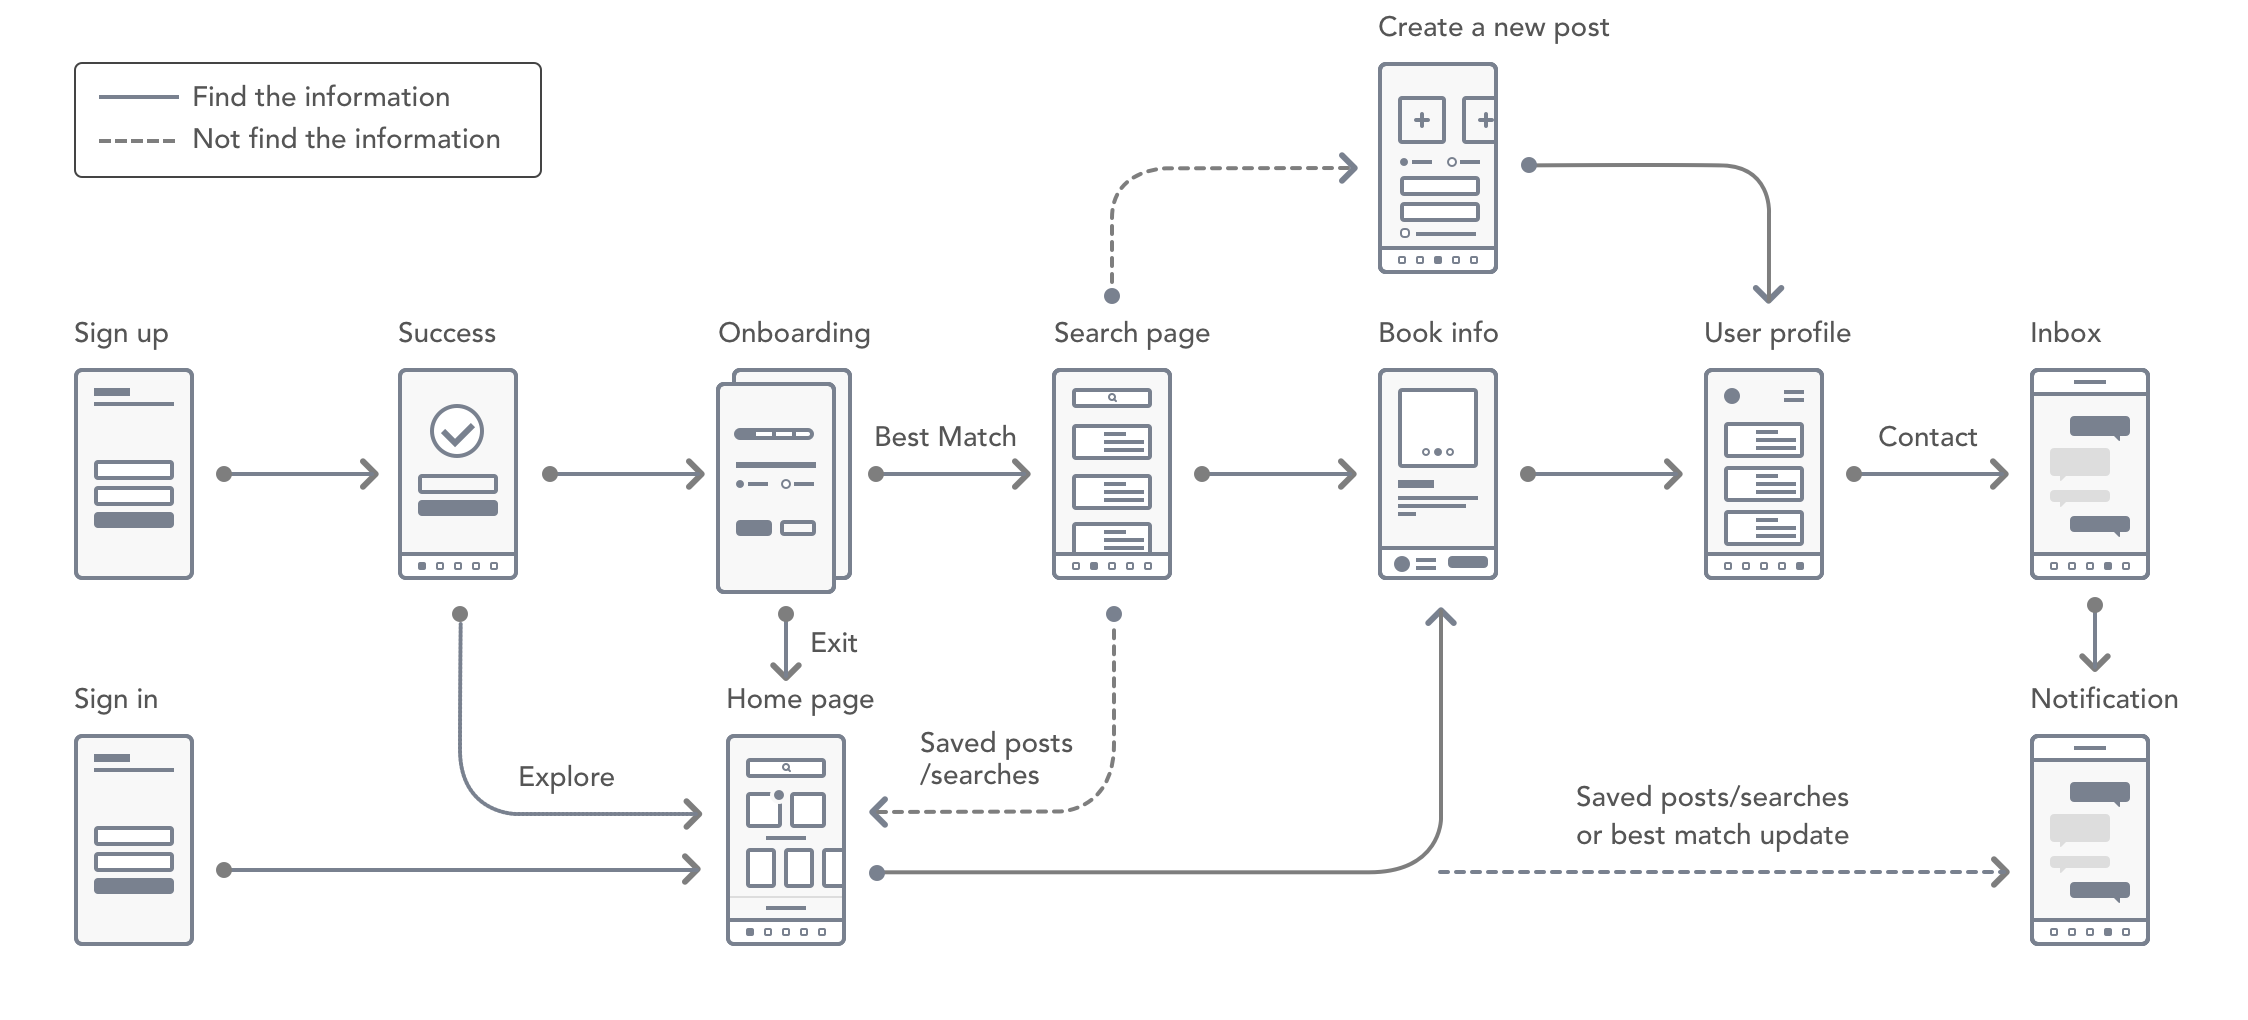 Create a new post
Find the information
Not find the information
Sign up
Success
Onboarding
Search page
Book info
User profile
Inbox
Best Match
Contact
Exit
Sign in
Home page
Notification
Saved posts
/searches
Explore
Saved posts/searches
or best match update